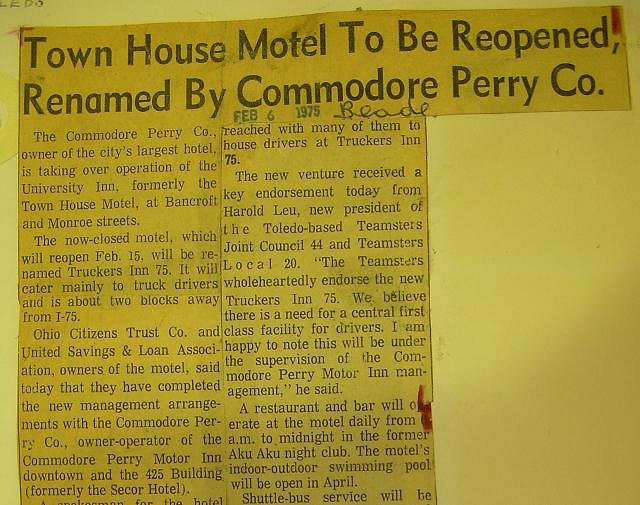 LEDO
Town House Motel To Be Reopened,
Renamed By Commodore Perry Co.
FEB 6 1975 Blade
The Commodore Perry Co.,
owner of the city's largest hotel,
is taking over operation of the
University Inn, formerly the
Town House Motel, at Bancroft
and Monroe streets.
The now-closed motel, which
will reopen Feb. 15, will be re-
named Truckers Inn 75. It will
cater mainly to truck drivers
and is about two blocks away
from I-75.
Ohio Citizens Trust Co. and
United Savings & Loan Associ-
ation, owners of the motel, said
today that they have completed
the new management arrange-
ments with the Commodore Per-
ry Co., owner-operator of the
Commodore Perry Motor Inn
downtown and the 425 Building
(formerly the Secor Hotel).
A spokesman for the hotel
reached with many of them to
house drivers at Truckers Inn
75.
The new venture received a
key endorsement today from
Harold Leu, new president of
the Toledo-based Teamsters
Joint Council 44 and Teamsters
Local 20. "The Teamsters
wholeheartedly endorse the new
Truckers Inn 75. We believe
there is a need for a central first
class facility for drivers. I am
happy to note this will be under
the supervision of the Com-
modore Perry Motor Inn man-
agement," he said.
A restaurant and bar will
erate at the motel daily from
a.m. to midnight in the former
Aku Aku night club. The motel's
indoor-outdoor swimming pool
will be open in April.
Shuttle-bus service will be